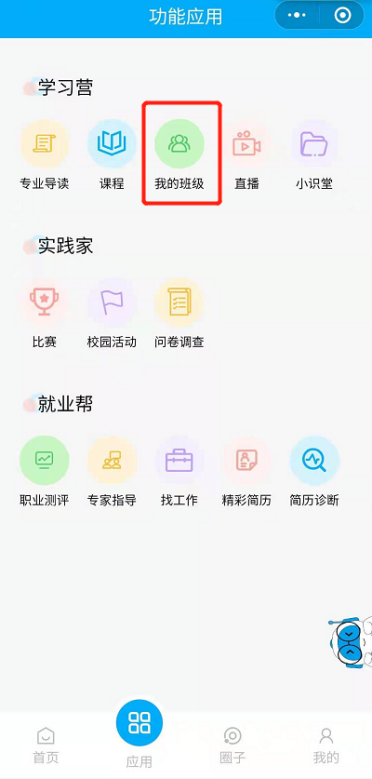 功能应用
学习营
专业导读 课程 我的班级 直播 小识堂
实践家
比赛 校园活动 问卷调查
就业帮
职业测评 专家指导 找工作 精彩简历 简历诊断
首页 应用 圈子 我的